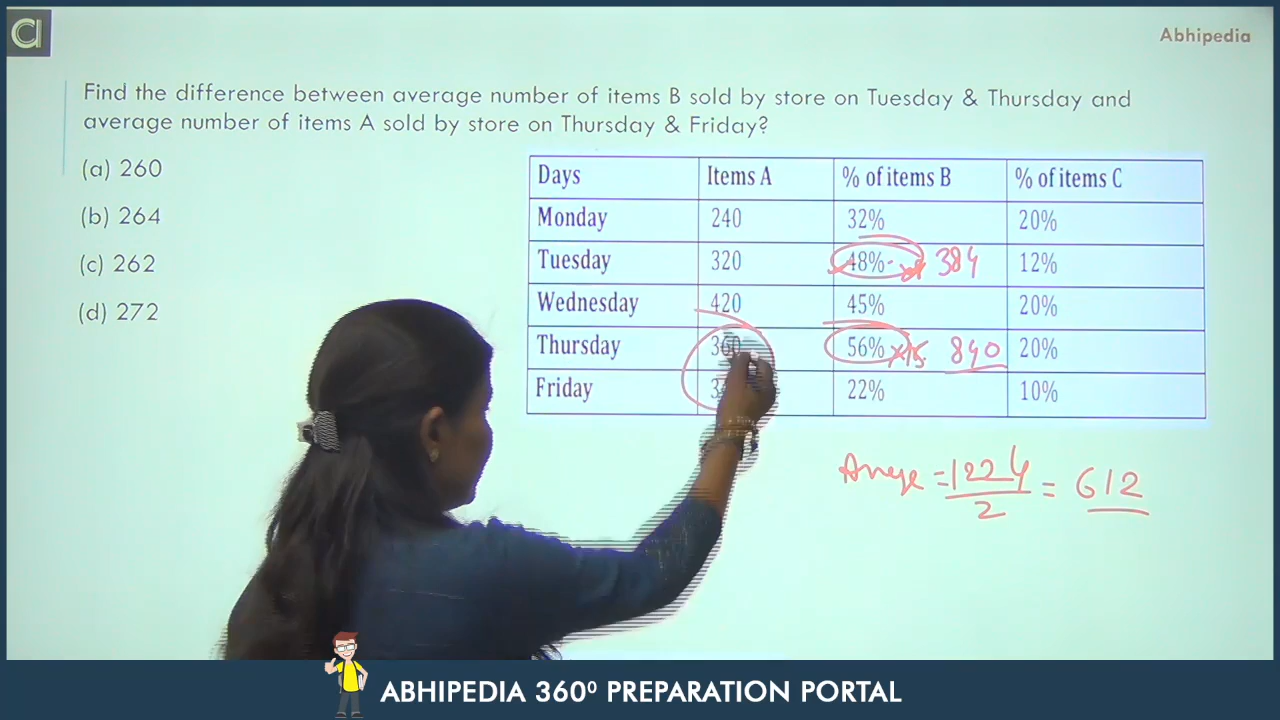 Abhipedia
Find the difference between average number of items B sold by store on Tuesday & Thursday and
average number of items A sold by store on Thursday & Friday?
(a) 260
(b) 264
(c) 262
(d) 272
Days Items A % of items B % of items C
Monday 240 32% 20%
Tuesday 320 48% 384 12%
Wednesday 420 45% 20%
Thursday 360 56% ×15 840 20%
Friday 22% 10%
= 1224/2 = 612
ABHIPEDIA 360⁰ PREPARATION PORTAL